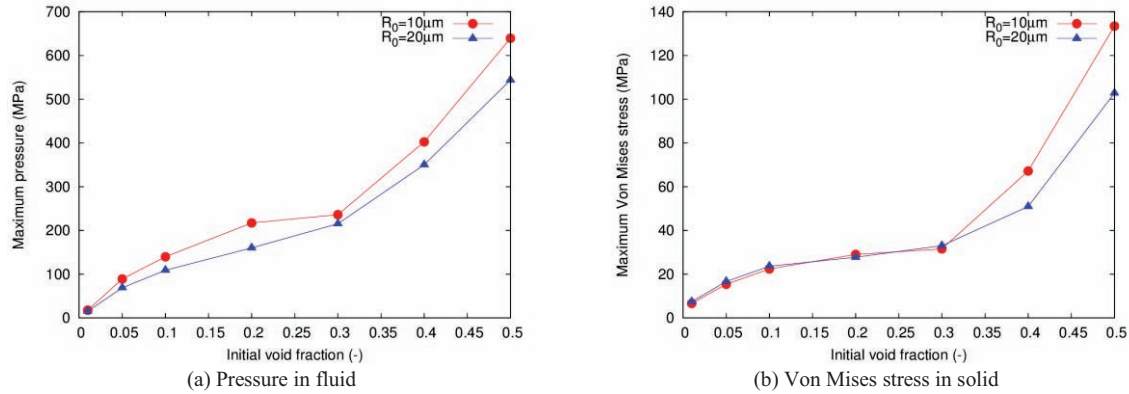 700
600
500
400
300
200
100
0
Maximum pressure (MPa)
R0=10μm
R0=20μm
0 0.05 0.1 0.15 0.2 0.25 0.3 0.35 0.4 0.45 0.5
Initial void fraction (-)
(a) Pressure in fluid
140
120
100
80
60
40
20
0
Maximum Von Mises stress (MPa)
R0=10μm
R0=20μm
0 0.05 0.1 0.15 0.2 0.25 0.3 0.35 0.4 0.45 0.5
Initial void fraction (-)
(b) Von Mises stress in solid